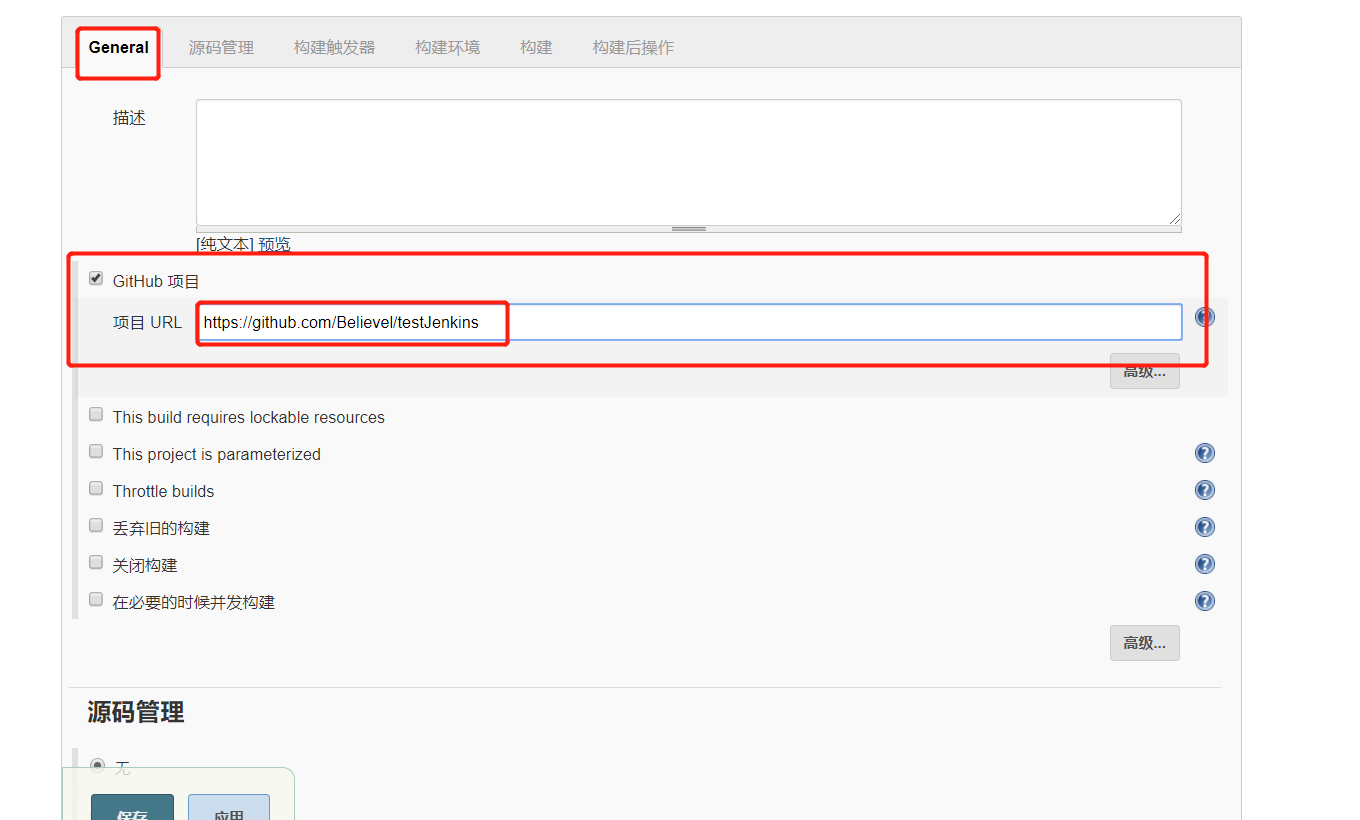 General 源码管理 构建触发器 构建环境 构建 构建后操作
描述
[纯文本] 预览
GitHub 项目
项目 URL https://github.com/Believel/testJenkins
高级...
This build requires lockable resources
This project is parameterized
Throttle builds
丢弃旧的构建
关闭构建
在必要的时候并发构建
高级...
源码管理
无
保存 应用